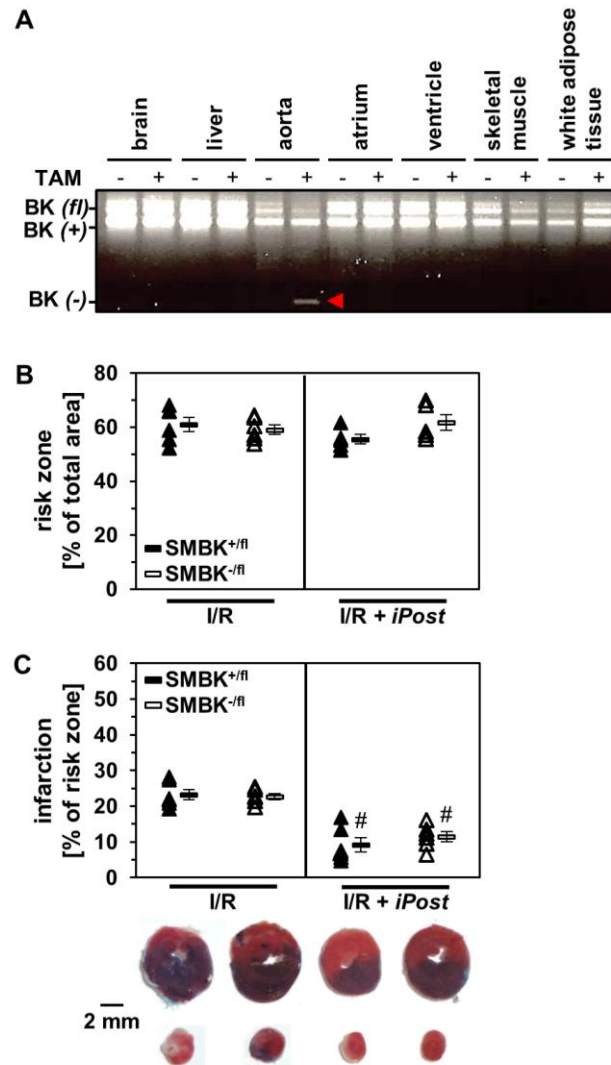 A
brain
liver
aorta
atrium
ventricle
skeletal
muscle
white adipose
tissue
TAM - + - + - + - + - + - + - +
BK (fl)
BK (+)
BK (-)
B
80
60
40
20
0
risk zone
[% of total area]
SMBK+/fl
SMBK-/fl
I/R
I/R + iPost
C
60
50
40
30
20
10
0
infarction
[% of risk zone]
SMBK+/fl
SMBK-/fl
# #
I/R
I/R + iPost
2 mm